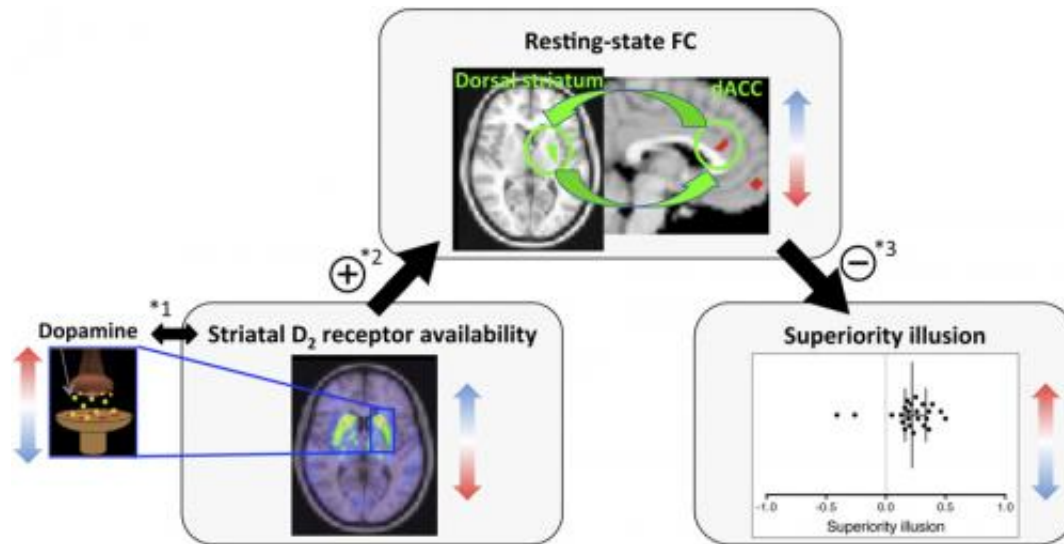 Resting-state FC
Dorsal striatum
dACC
+ *2
− *3
*1
Dopamine
Striatal D₂ receptor availability
Superiority illusion
-1.0 -0.5 0 0.5 1.0
Superiority illusion